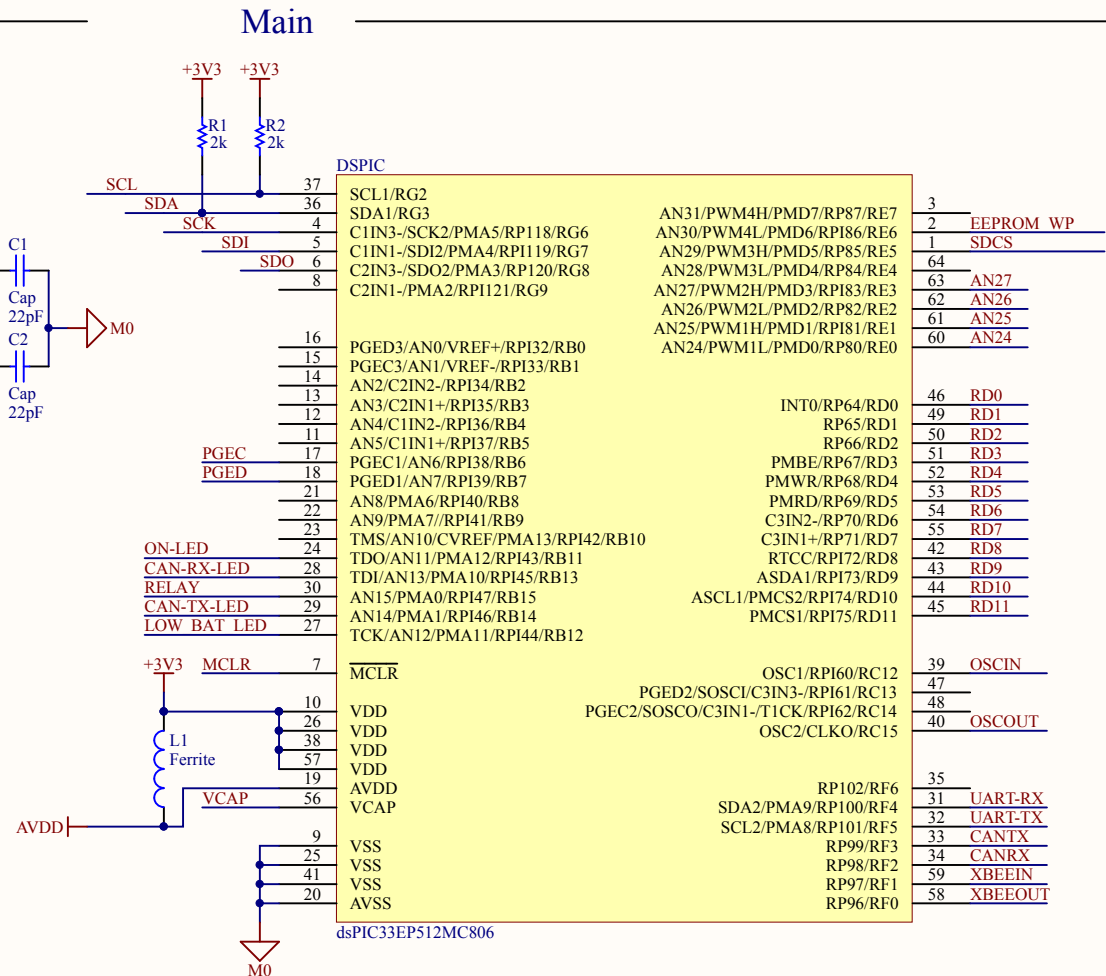 Main
+3V3 +3V3
R1
2k
R2
2k
C1
Cap
22pF
C2
Cap
22pF
M0
DSPIC
SCL 37 SCL1/RG2
SDA 36 SDA1/RG3
SCK 4 C1IN3-/SCK2/PMA5/RP118/RG6
SDI 5 C1IN1-/SDI2/PMA4/RPI119/RG7
SDO 6 C2IN3-/SDO2/PMA3/RP120/RG8
8 C2IN1-/PMA2/RPI121/RG9
16 PGED3/AN0/VREF+/RPI32/RB0
15 PGEC3/AN1/VREF-/RPI33/RB1
14 AN2/C2IN2-/RPI34/RB2
13 AN3/C2IN1+/RPI35/RB3
12 AN4/C1IN2-/RPI36/RB4
11 AN5/C1IN1+/RPI37/RB5
PGEC 17 PGEC1/AN6/RPI38/RB6
PGED 18 PGED1/AN7/RPI39/RB7
21 AN8/PMA6/RPI40/RB8
22 AN9/PMA7//RPI41/RB9
23 TMS/AN10/CVREF/PMA13/RPI42/RB10
ON-LED 24 TDO/AN11/PMA12/RPI43/RB11
CAN-RX-LED 28 TDI/AN13/PMA10/RPI45/RB13
RELAY 30 AN15/PMA0/RPI47/RB15
CAN-TX-LED 29 AN14/PMA1/RPI46/RB14
LOW BAT LED 27 TCK/AN12/PMA11/RPI44/RB12
+3V3
MCLR 7 MCLR
10 VDD
26 VDD
38 VDD
57 VDD
19 AVDD
VCAP 56 VCAP
L1
Ferrite
AVDD
9 VSS
25 VSS
41 VSS
20 AVSS
M0
AN31/PWM4H/PMD7/RP87/RE7 3
AN30/PWM4L/PMD6/RPI86/RE6 2 EEPROM WP
AN29/PWM3H/PMD5/RP85/RE5 1 SDCS
AN28/PWM3L/PMD4/RP84/RE4 64
AN27/PWM2H/PMD3/RPI83/RE3 63 AN27
AN26/PWM2L/PMD2/RP82/RE2 62 AN26
AN25/PWM1H/PMD1/RPI81/RE1 61 AN25
AN24/PWM1L/PMD0/RP80/RE0 60 AN24
INT0/RP64/RD0 46 RD0
RP65/RD1 49 RD1
RP66/RD2 50 RD2
PMBE/RP67/RD3 51 RD3
PMWR/RP68/RD4 52 RD4
PMRD/RP69/RD5 53 RD5
C3IN2-/RP70/RD6 54 RD6
C3IN1+/RP71/RD7 55 RD7
RTCC/RPI72/RD8 42 RD8
ASDA1/RPI73/RD9 43 RD9
ASCL1/PMCS2/RPI74/RD10 44 RD10
PMCS1/RPI75/RD11 45 RD11
OSC1/RPI60/RC12 39 OSCIN
PGED2/SOSCI/C3IN3-/RPI61/RC13 47
PGEC2/SOSCO/C3IN1-/T1CK/RPI62/RC14 48
OSC2/CLKO/RC15 40 OSCOUT
RP102/RF6 35
SDA2/PMA9/RP100/RF4 31 UART-RX
SCL2/PMA8/RP101/RF5 32 UART-TX
RP99/RF3 33 CANTX
RP98/RF2 34 CANRX
RP97/RF1 59 XBEEIN
RP96/RF0 58 XBEEOUT
dsPIC33EP512MC806